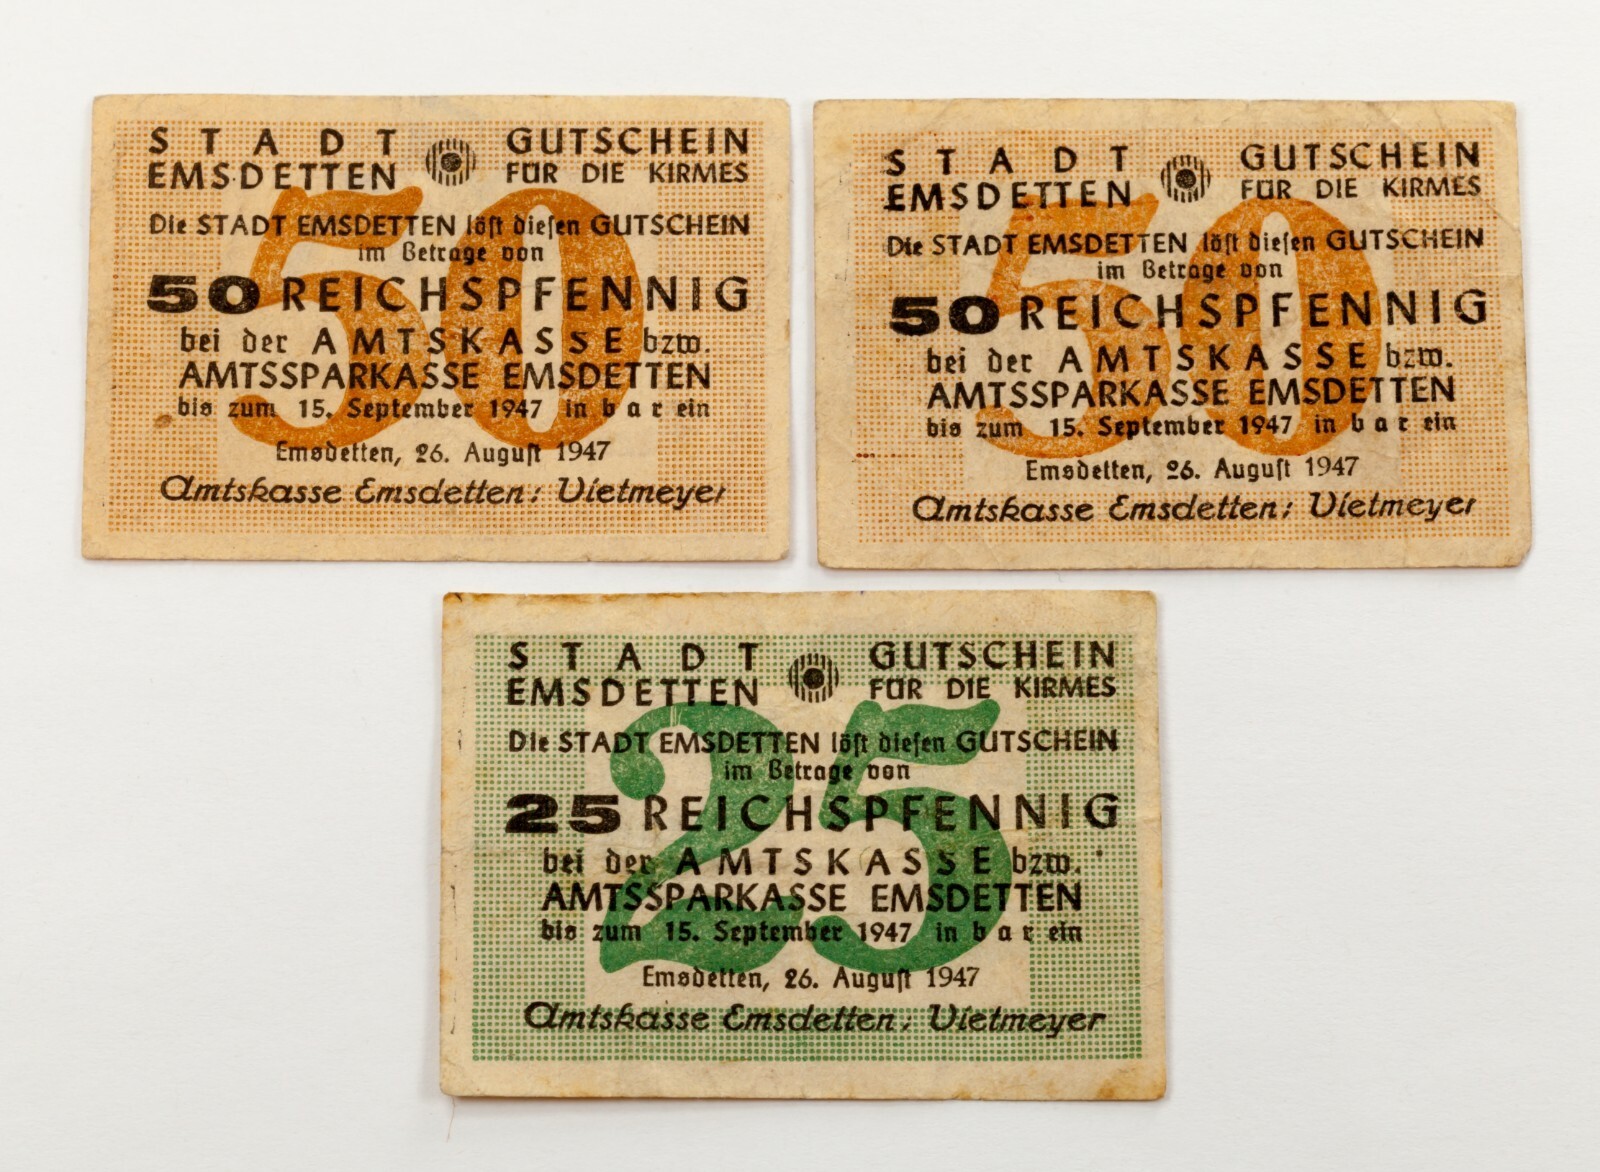 STADT
EMSDETTEN
GUTSCHEIN
FÜR DIE KIRMES
50
Die STADT EMSDETTEN löst diesen GUTSCHEIN
im Betrage von
50 REICHSPFENNIG
bei der AMTSKASSE bzw.
AMTSSPARKASSE EMSDETTEN
bis zum 15. September 1947 in bar ein
Emsdetten, 26. August 1947
Amtskasse Emsdetten: Vietmeyer
STADT
EMSDETTEN
GUTSCHEIN
FÜR DIE KIRMES
50
Die STADT EMSDETTEN löst diesen GUTSCHEIN
im Betrage von
50 REICHSPFENNIG
bei der AMTSKASSE bzw.
AMTSSPARKASSE EMSDETTEN
bis zum 15. September 1947 in bar ein
Emsdetten, 26. August 1947
Amtskasse Emsdetten: Vietmeyer
STADT
EMSDETTEN
GUTSCHEIN
FÜR DIE KIRMES
25
Die STADT EMSDETTEN löst diesen GUTSCHEIN
im Betrage von
25 REICHSPFENNIG
bei der AMTSKASSE bzw.
AMTSSPARKASSE EMSDETTEN
bis zum 15. September 1947 in bar ein
Emsdetten, 26. August 1947
Amtskasse Emsdetten: Vietmeyer